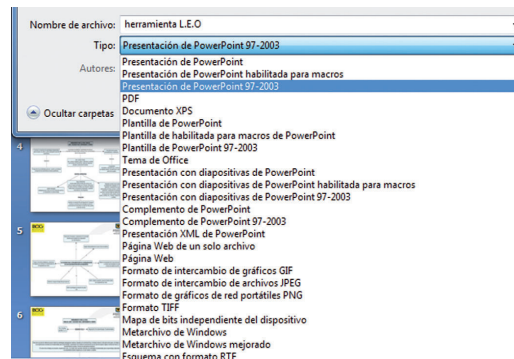 Nombre de archivo: herramienta L.E.O
Tipo: Presentación de PowerPoint 97-2003
Autores:
Presentación de PowerPoint
Presentación de PowerPoint habilitada para macros
Presentación de PowerPoint 97-2003
PDF
Ocultar carpetas
Documento XPS
Plantilla de PowerPoint
Plantilla de habilitada para macros de PowerPoint
Plantilla de PowerPoint 97-2003
Tema de Office
Presentación con diapositivas de PowerPoint
Presentación con diapositivas de PowerPoint habilitada para macros
Presentación con diapositivas de PowerPoint 97-2003
Complemento de PowerPoint
Complemento de PowerPoint 97-2003
Presentación XML de PowerPoint
Página Web de un solo archivo
Página Web
Formato de intercambio de gráficos GIF
Formato de intercambio de archivos JPEG
Formato de gráficos de red portátiles PNG
Formato TIFF
Mapa de bits independiente del dispositivo
Metarchivo de Windows
Metarchivo de Windows mejorado
Esquema con formato RTF
4
5
6